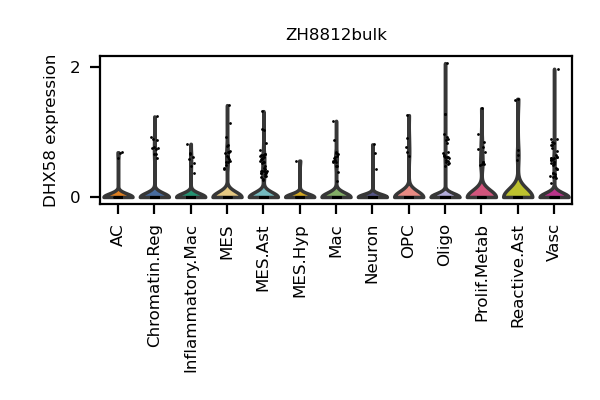 ZH8812bulk
DHX58 expression
2
0
AC
Chromatin.Reg
Inflammatory.Mac
MES
MES.Ast
MES.Hyp
Mac
Neuron
OPC
Oligo
Prolif.Metab
Reactive.Ast
Vasc